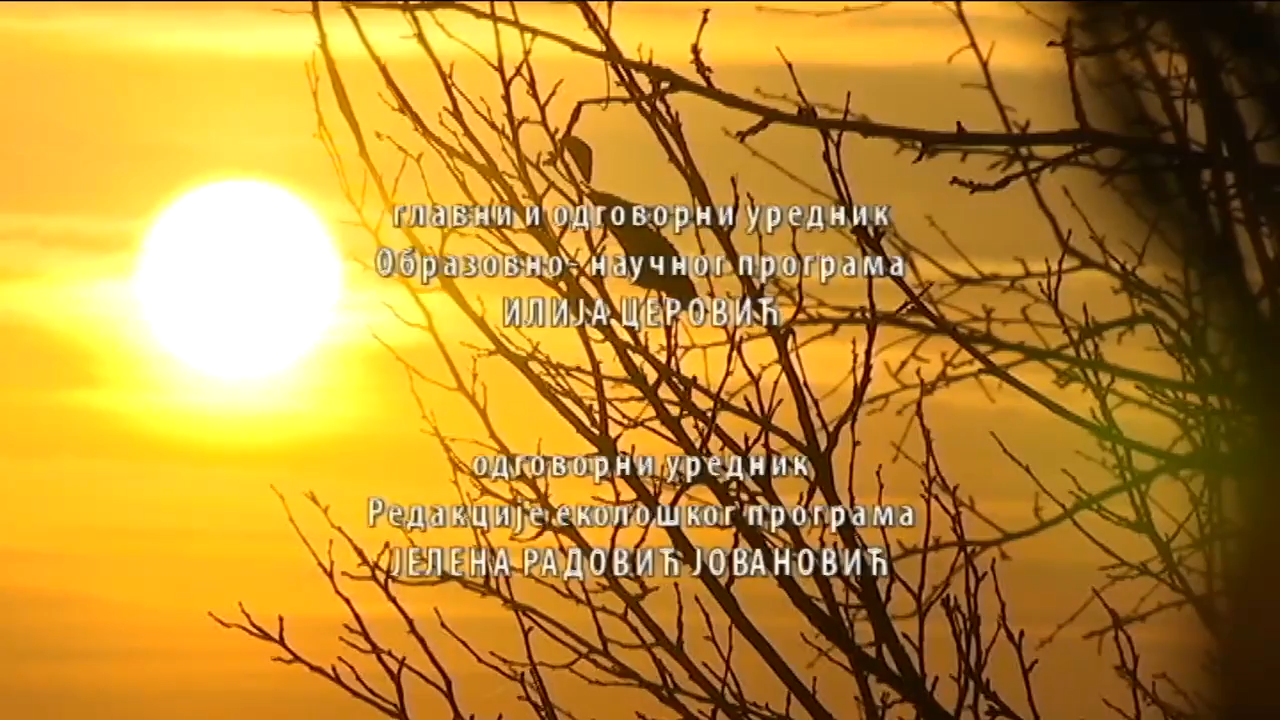 главни и одговорни уредник
Образовно- научног програма
ИЛИЈА ЦЕРОВИЋ
одговорни уредник
Редакције еколошког програма
ЈЕЛЕНА РАДОВИЋ ЈОВАНОВИЋ